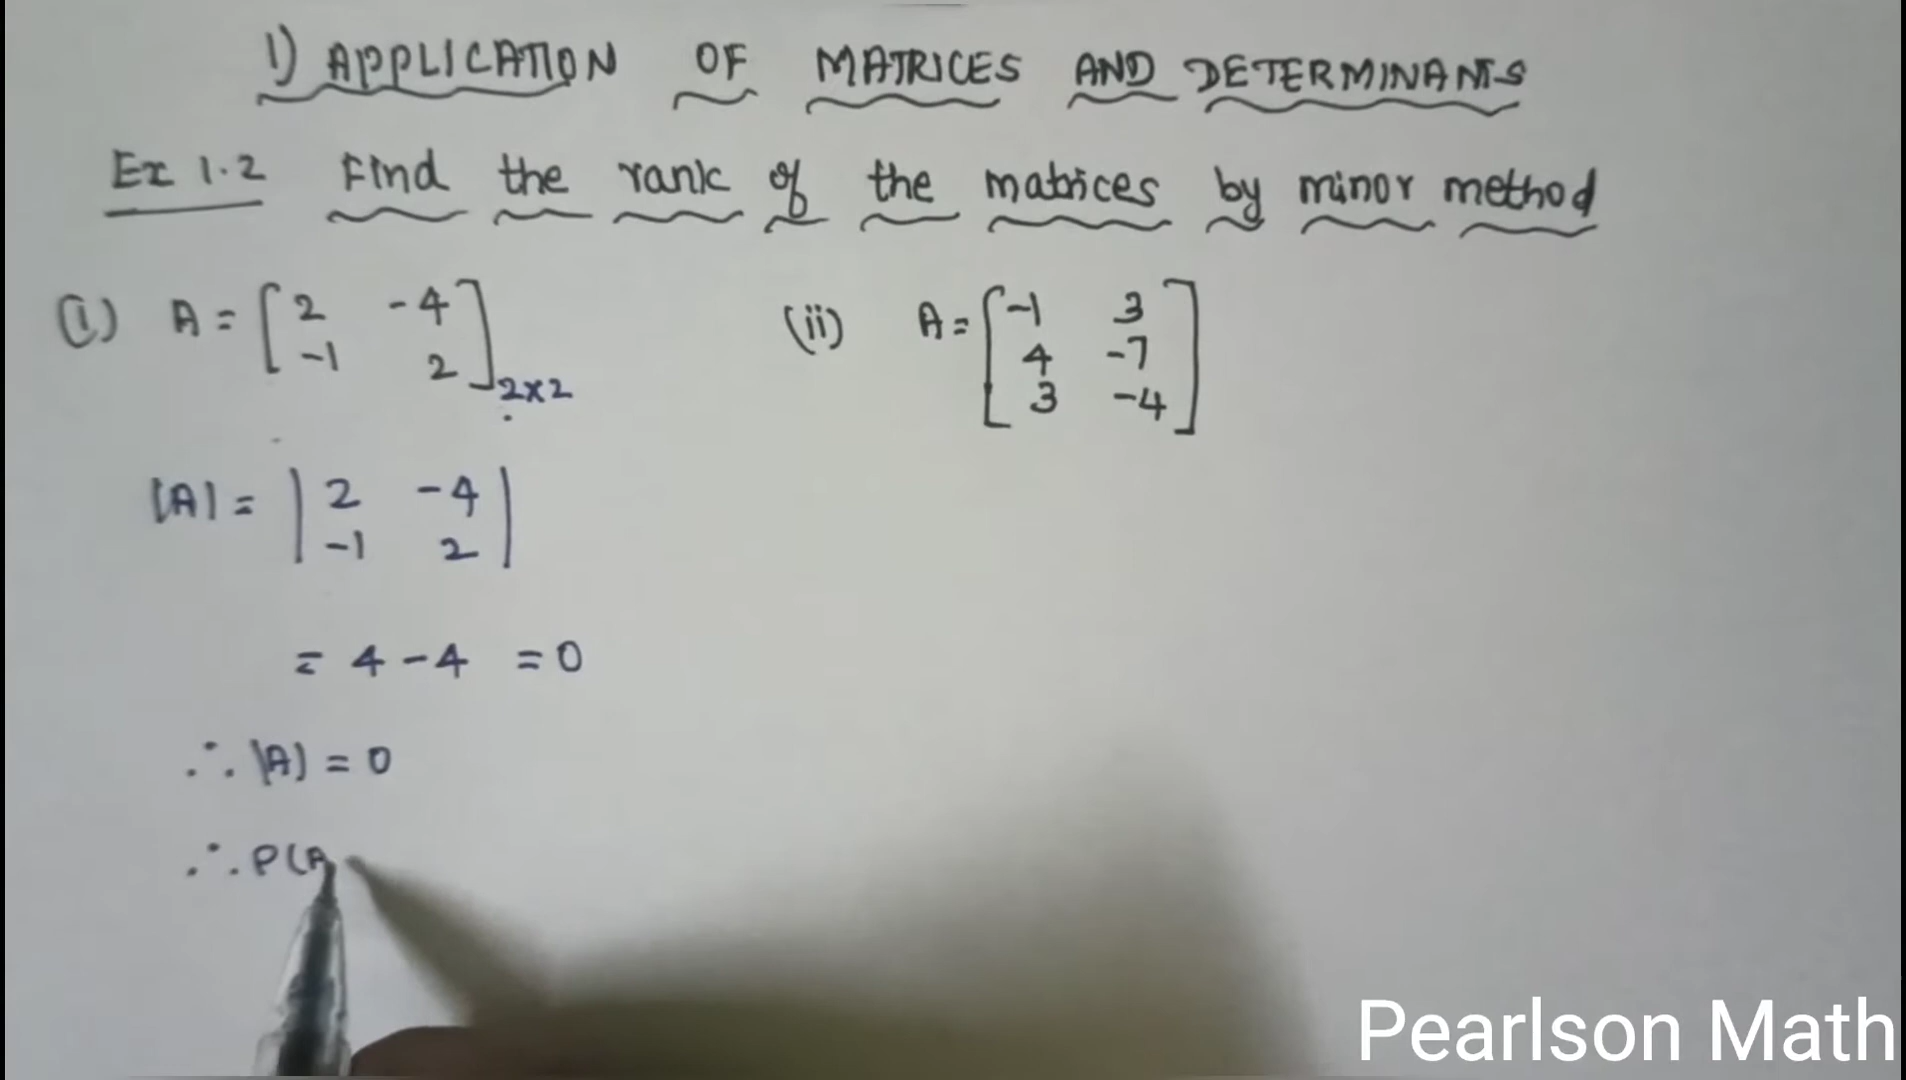 1) APPLICATION OF MATRICES AND DETERMINANTS
Ex 1.2 Find the rank of the matrices by minor method
(i) A = [ 2 -4
-1 2 ] 2×2
(ii) A = [ -1 3
4 -7
3 -4 ]
|A| = | 2 -4
-1 2 |
= 4 - 4 = 0
∴ |A| = 0
∴ P(A
Pearlson Math